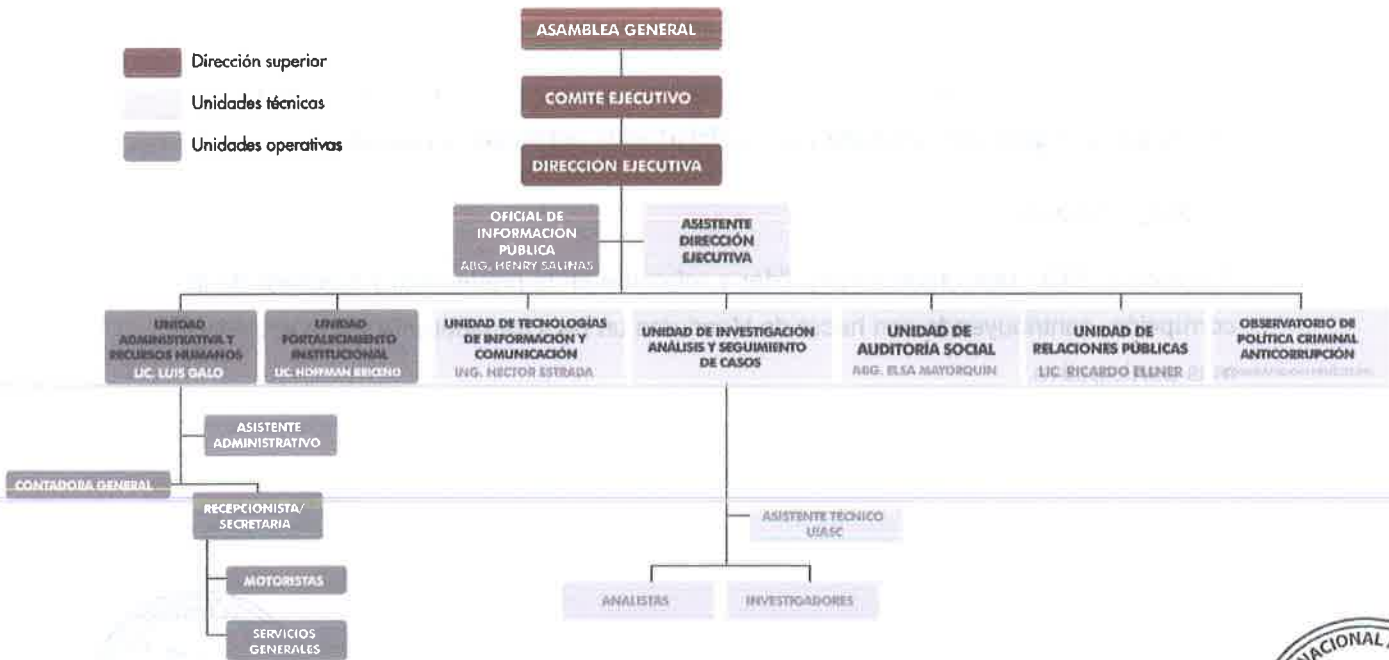 ASAMBLEA GENERAL
Dirección superior
Unidades técnicas
Unidades operativas
COMITE EJECUTIVO
DIRECCIÓN EJECUTIVA
OFICIAL DE
INFORMACIÓN
PÚBLICA
ABG. HENRY SALINAS
ASISTENTE
DIRECCIÓN
EJECUTIVA
UNIDAD
ADMINISTRATIVA Y
RECURSOS HUMANOS
LIC. LUIS GALO
UNIDAD
FORTALECIMIENTO
INSTITUCIONAL
LIC. HOFFMAN BRICEÑO
UNIDAD DE TECNOLOGÍAS
DE INFORMACIÓN Y
COMUNICACIÓN
ING. HECTOR ESTRADA
UNIDAD DE INVESTIGACIÓN
ANÁLISIS Y SEGUIMIENTO
DE CASOS
UNIDAD DE
AUDITORÍA SOCIAL
ABG. ELSA MAYORQUIN
UNIDAD DE
RELACIONES PÚBLICAS
LIC. RICARDO ELLNER
OBSERVATORIO DE
POLÍTICA CRIMINAL
ANTICORRUPCIÓN
ASISTENTE
ADMINISTRATIVO
CONTADORA GENERAL
RECEPCIONISTA/
SECRETARIA
MOTORISTAS
SERVICIOS
GENERALES
ASISTENTE TÉCNICO
UIASC
ANALISTAS
INVESTIGADORES
NACIONAL